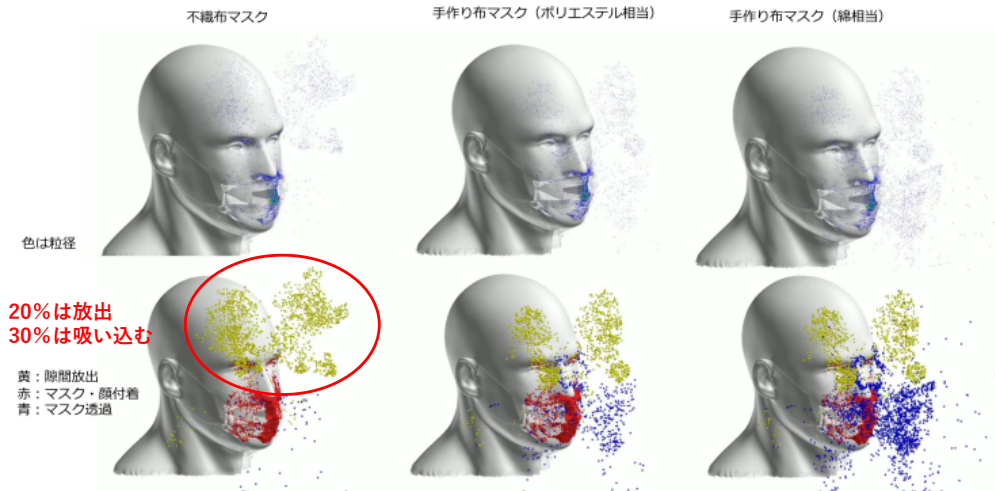 不織布マスク
手作り布マスク（ポリエステル相当）
手作り布マスク（綿相当）
色は粒径
20%は放出
30%は吸い込む
黄：隙間放出
赤：マスク・顔付着
青：マスク透過